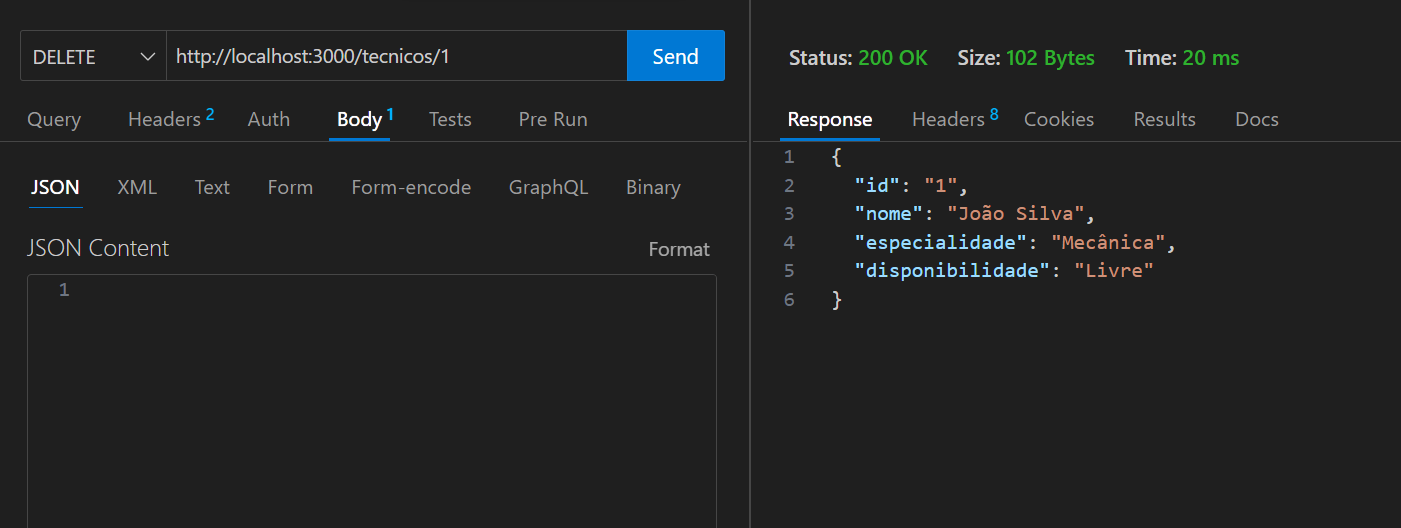 DELETE http://localhost:3000/tecnicos/1 Send
Query Headers 2 Auth Body 1 Tests Pre Run
JSON XML Text Form Form-encode GraphQL Binary
JSON Content Format
1
Status: 200 OK Size: 102 Bytes Time: 20 ms
Response Headers 8 Cookies Results Docs
1 {
2 "id": "1",
3 "nome": "João Silva",
4 "especialidade": "Mecânica",
5 "disponibilidade": "Livre"
6 }